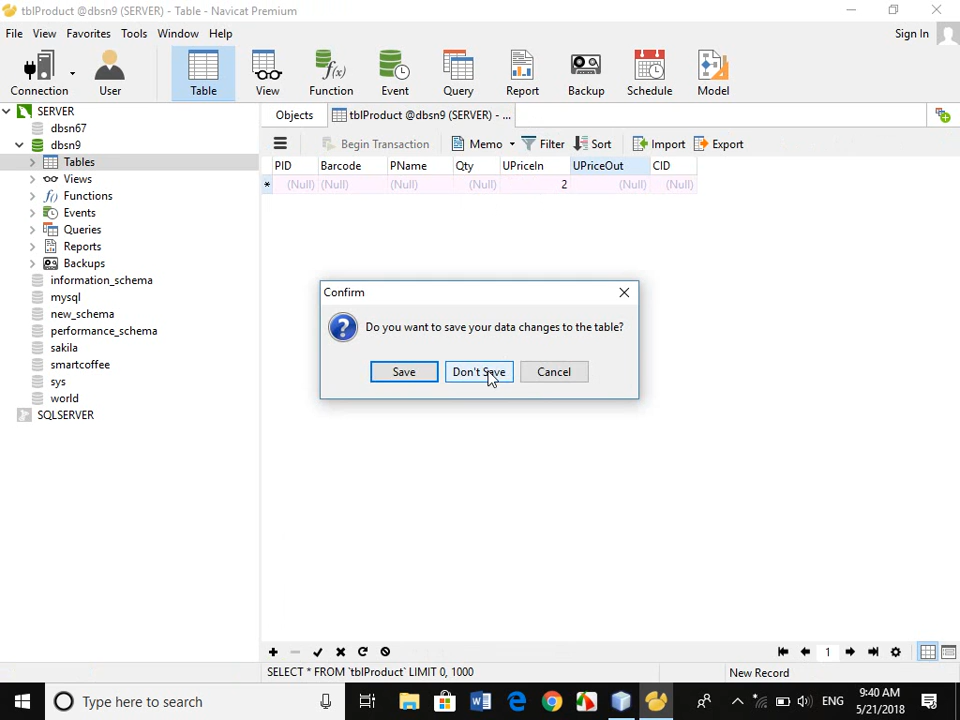 tblProduct @dbsn9 (SERVER) - Table - Navicat Premium
File View Favorites Tools Window Help Sign In
Connection User Table View Function Event Query Report Backup Schedule Model
SERVER
dbsn67
dbsn9
Tables
Views
Functions
Events
Queries
Reports
Backups
information_schema
mysql
new_schema
performance_schema
sakila
smartcoffee
sys
world
SQLSERVER
Objects tblProduct @dbsn9 (SERVER) - ...
Begin Transaction Memo Filter Sort Import Export
PID Barcode PName Qty UPriceIn UPriceOut CID
* (Null) (Null) (Null) (Null) 2 (Null) (Null)
Confirm
Do you want to save your data changes to the table?
Save Don't Save Cancel
1
SELECT * FROM `tblProduct` LIMIT 0, 1000 New Record
Type here to search ENG 9:40 AM
5/21/2018